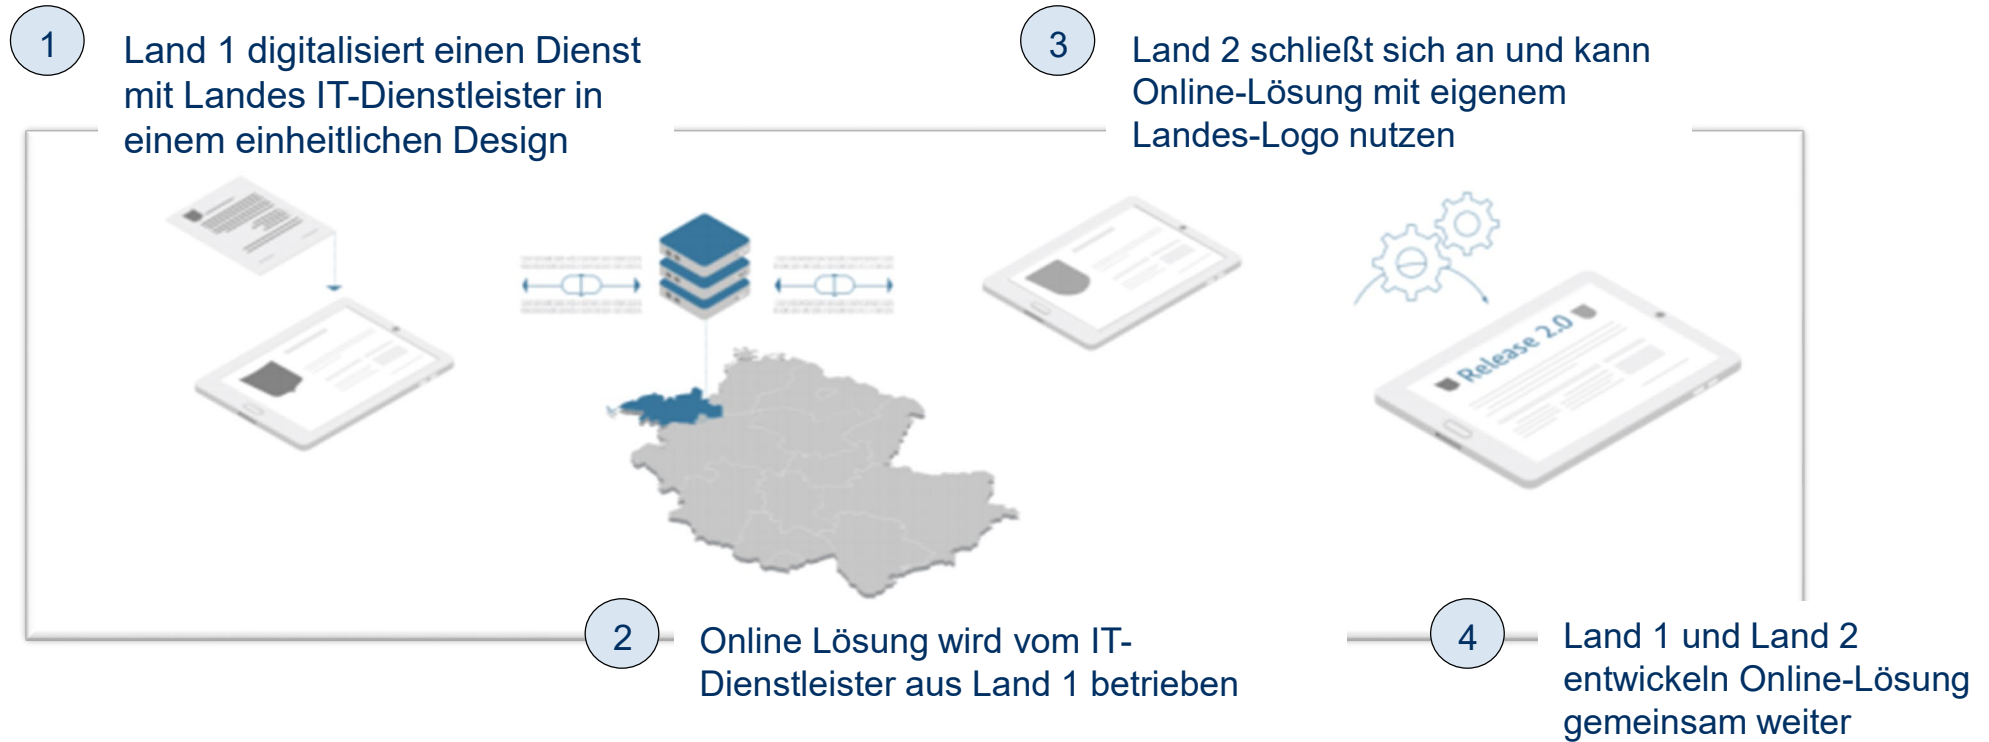 1
Land 1 digitalisiert einen Dienst
mit Landes IT-Dienstleister in
einem einheitlichen Design
2
Online Lösung wird vom IT-
Dienstleister aus Land 1 betrieben
3
Land 2 schließt sich an und kann
Online-Lösung mit eigenem
Landes-Logo nutzen
Release 2.0
4
Land 1 und Land 2
entwickeln Online-Lösung
gemeinsam weiter